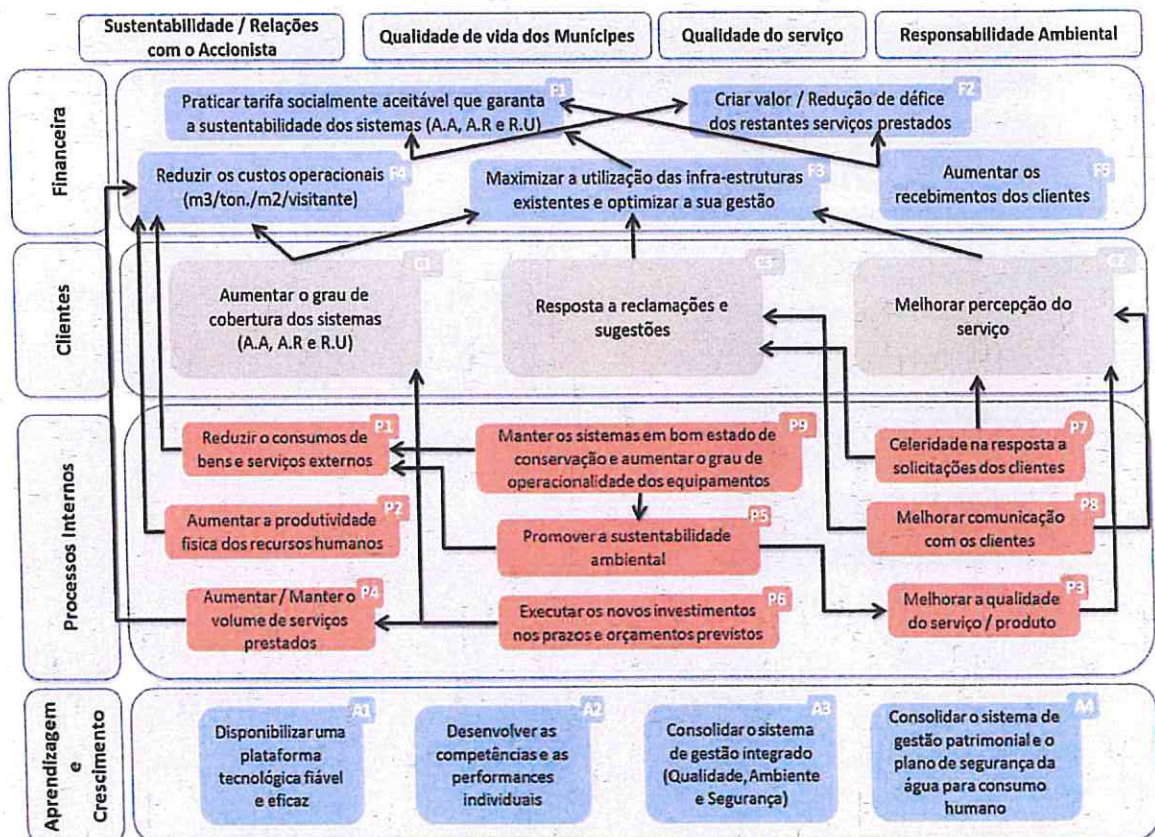 Sustentabilidade / Relações
com o Accionista
Qualidade de vida dos Munícipes
Qualidade do serviço
Responsabilidade Ambiental
Financeira
F1
Praticar tarifa socialmente aceitável que garanta
a sustentabilidade dos sistemas (A.A, A.R e R.U)
F2
Criar valor / Redução de défice
dos restantes serviços prestados
Reduzir os custos operacionais
F4
(m3/ton./m2/visitante)
Maximizar a utilização das infra-estruturas
F3
existentes e optimizar a sua gestão
Aumentar os
F5
recebimentos dos clientes
Clientes
C1
Aumentar o grau de
cobertura dos sistemas
(A.A, A.R e R.U)
C3
Resposta a reclamações e
sugestões
C2
Melhorar percepção do
serviço
Processos Internos
P1
Reduzir o consumos de
bens e serviços externos
P9
Manter os sistemas em bom estado de
conservação e aumentar o grau de
operacionalidade dos equipamentos
P7
Celeridade na resposta a
solicitações dos clientes
P2
Aumentar a produtividade
física dos recursos humanos
P5
Promover a sustentabilidade
ambiental
P8
Melhorar comunicação
com os clientes
P4
Aumentar / Manter o
volume de serviços
prestados
P6
Executar os novos investimentos
nos prazos e orçamentos previstos
P3
Melhorar a qualidade
do serviço / produto
Aprendizagem
e
Crescimento
A1
Disponibilizar uma
plataforma
tecnológica fiável
e eficaz
A2
Desenvolver as
competências e as
performances
individuais
A3
Consolidar o sistema
de gestão integrado
(Qualidade, Ambiente
e Segurança)
A4
Consolidar o sistema de
gestão patrimonial e o
plano de segurança da
água para consumo
humano